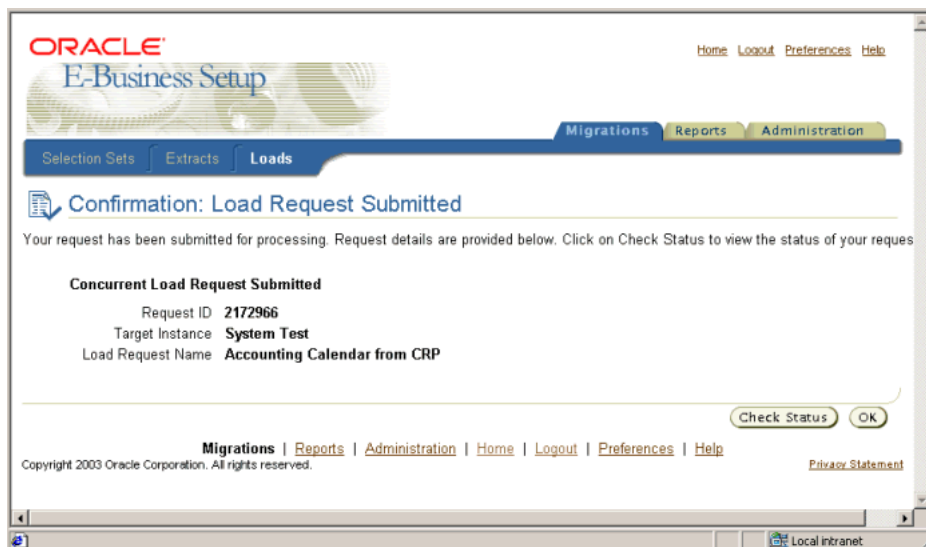 ORACLE
E-Business Setup
Home Logout Preferences Help
Migrations Reports Administration
Selection Sets Extracts Loads
Confirmation: Load Request Submitted
Your request has been submitted for processing. Request details are provided below. Click on Check Status to view the status of your reques
Concurrent Load Request Submitted
Request ID 2172966
Target Instance System Test
Load Request Name Accounting Calendar from CRP
Check Status OK
Migrations | Reports | Administration | Home | Logout | Preferences | Help
Copyright 2003 Oracle Corporation. All rights reserved. Privacy Statement
Local intranet